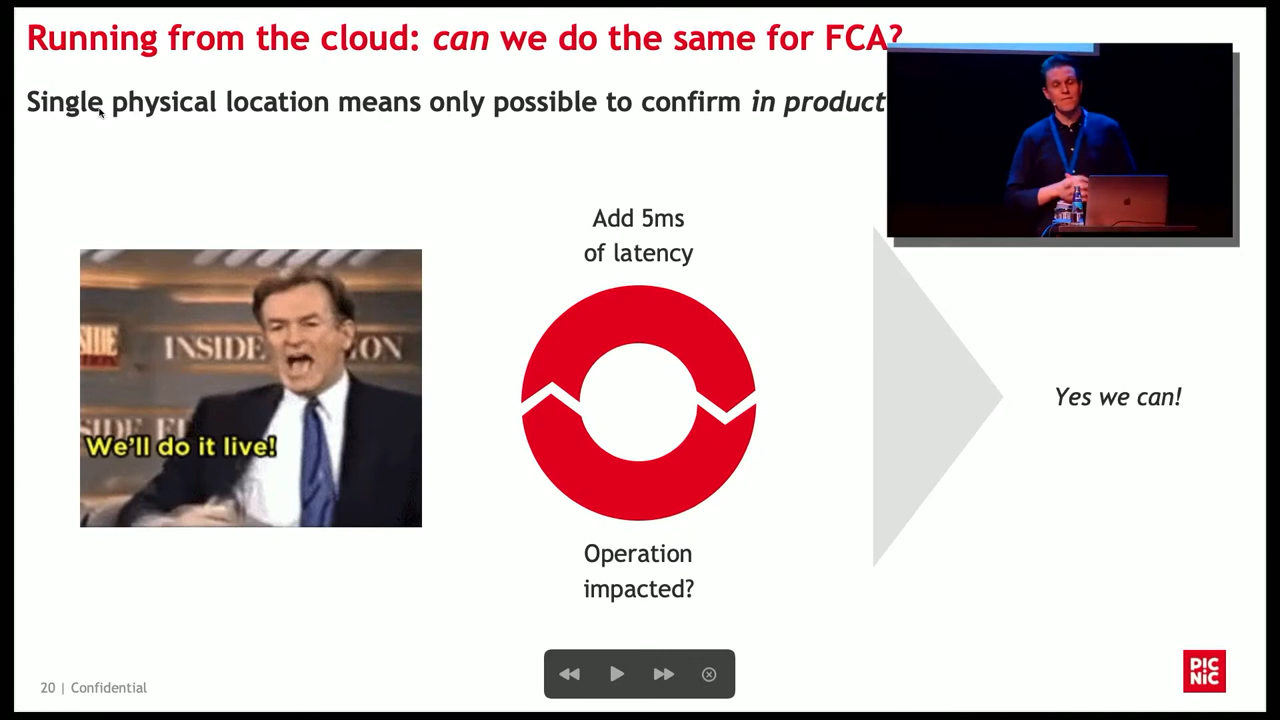 Running from the cloud: can we do the same for FCA?
Single physical location means only possible to confirm in product
Add 5ms
of latency
INSIDE
We'll do it live!
Yes we can!
Operation
impacted?
20 | Confidential
PIC
NIC